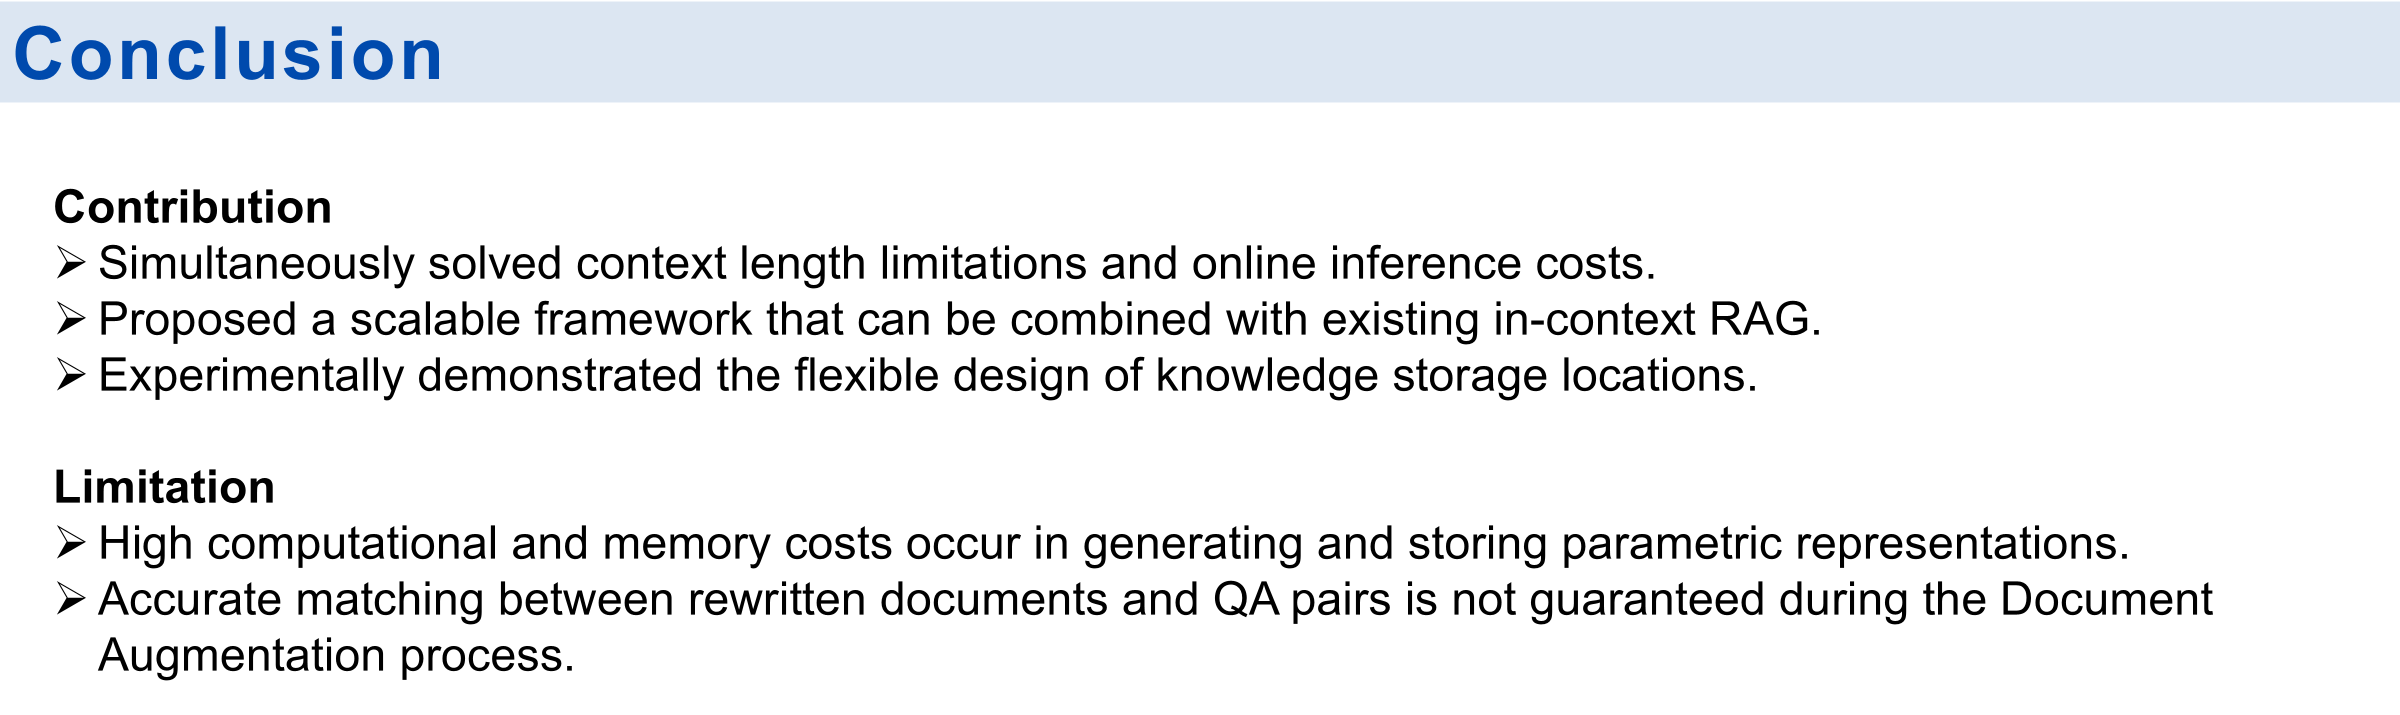 Conclusion
Contribution
➢ Simultaneously solved context length limitations and online inference costs.
➢ Proposed a scalable framework that can be combined with existing in-context RAG.
➢ Experimentally demonstrated the flexible design of knowledge storage locations.
Limitation
➢ High computational and memory costs occur in generating and storing parametric representations.
➢ Accurate matching between rewritten documents and QA pairs is not guaranteed during the Document
Augmentation process.